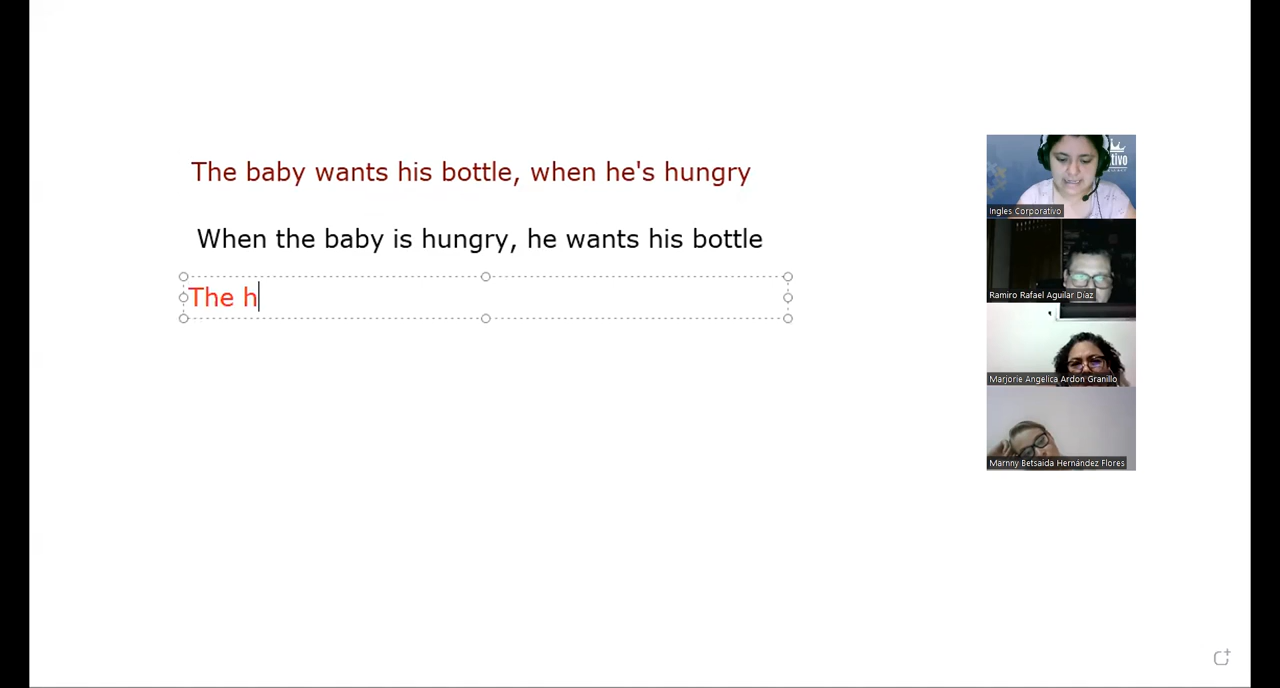 The baby wants his bottle, when he's hungry
When the baby is hungry, he wants his bottle
The h
tivo
Ingles Corporativo
Ramiro Rafael Aguilar Diaz
Marjorie Angelica Ardon Granillo
Marnny Betsaida Hernández Flores